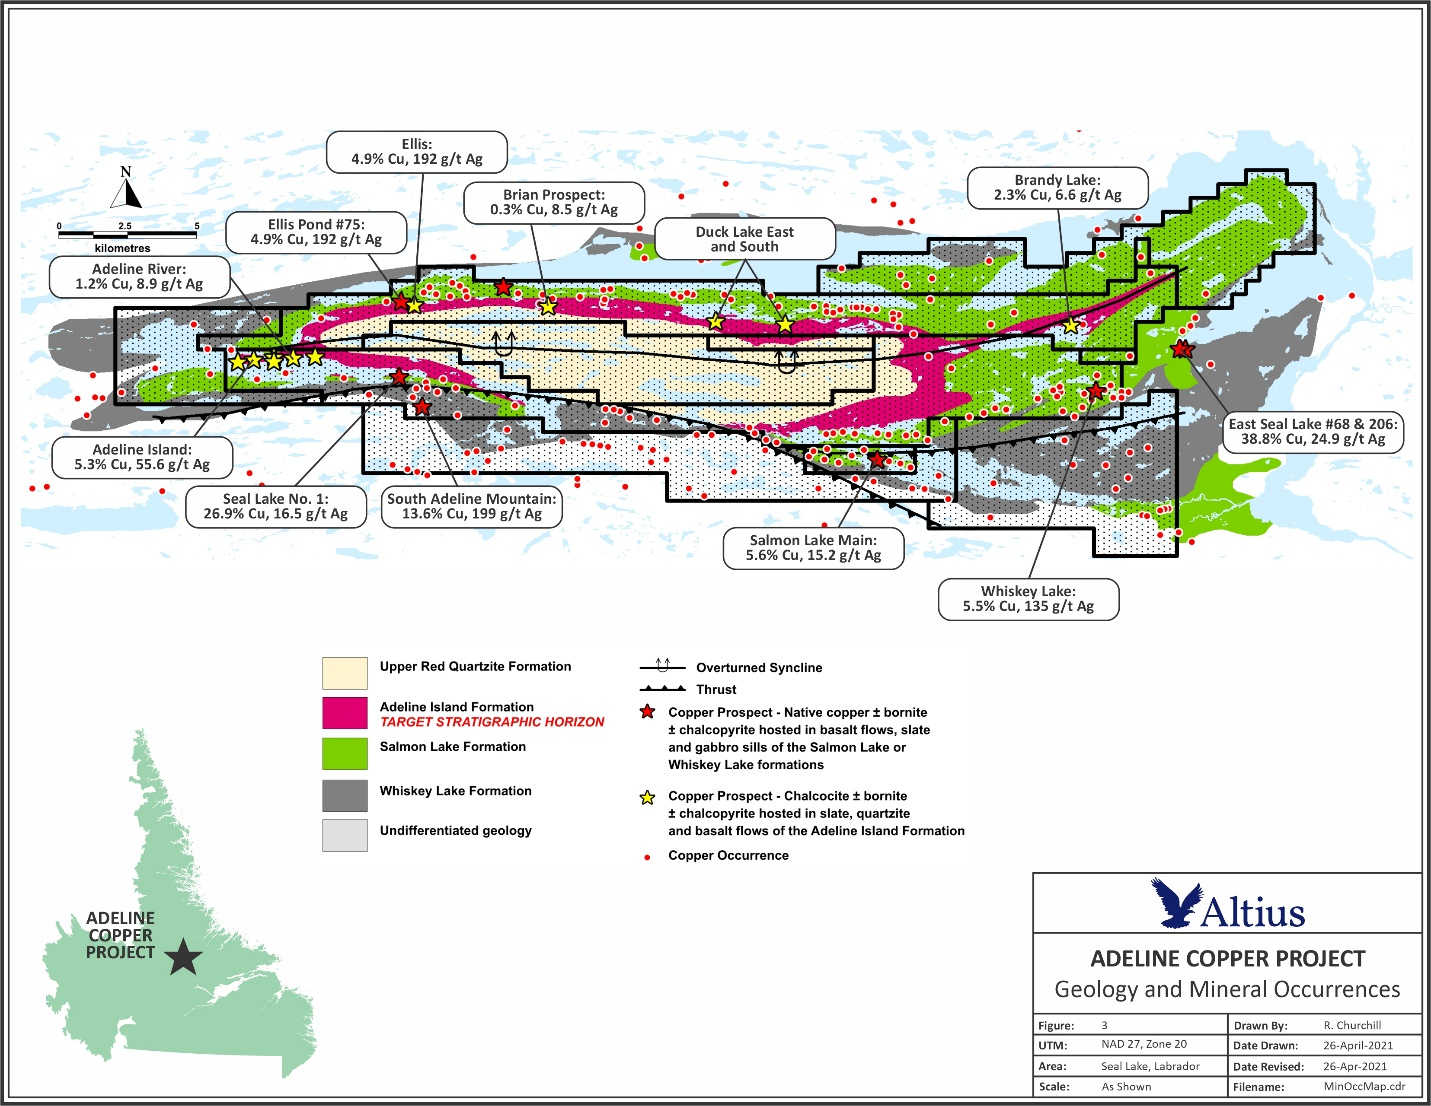 Ellis:
4.9% Cu, 192 g/t Ag
Brian Prospect:
0.3% Cu, 8.5 g/t Ag
Brandy Lake:
2.3% Cu, 6.6 g/t Ag
N
0 2.5 5
kilometres
Ellis Pond #75:
4.9% Cu, 192 g/t Ag
Duck Lake East
and South
Adeline River:
1.2% Cu, 8.9 g/t Ag
Adeline Island:
5.3% Cu, 55.6 g/t Ag
East Seal Lake #68 & 206:
38.8% Cu, 24.9 g/t Ag
Seal Lake No. 1:
26.9% Cu, 16.5 g/t Ag
South Adeline Mountain:
13.6% Cu, 199 g/t Ag
Salmon Lake Main:
5.6% Cu, 15.2 g/t Ag
Whiskey Lake:
5.5% Cu, 135 g/t Ag
Upper Red Quartzite Formation
Adeline Island Formation
TARGET STRATIGRAPHIC HORIZON
Salmon Lake Formation
Whiskey Lake Formation
Undifferentiated geology
Overturned Syncline
Thrust
Copper Prospect - Native copper ± bornite
± chalcopyrite hosted in basalt flows, slate
and gabbro sills of the Salmon Lake or
Whiskey Lake formations
Copper Prospect - Chalcocite ± bornite
± chalcopyrite hosted in slate, quartzite
and basalt flows of the Adeline Island Formation
Copper Occurrence
ADELINE
COPPER
PROJECT
Altius
ADELINE COPPER PROJECT
Geology and Mineral Occurrences
Figure: 3 Drawn By: R. Churchill
UTM: NAD 27, Zone 20 Date Drawn: 26-April-2021
Area: Seal Lake, Labrador Date Revised: 26-Apr-2021
Scale: As Shown Filename: MinOccMap.cdr